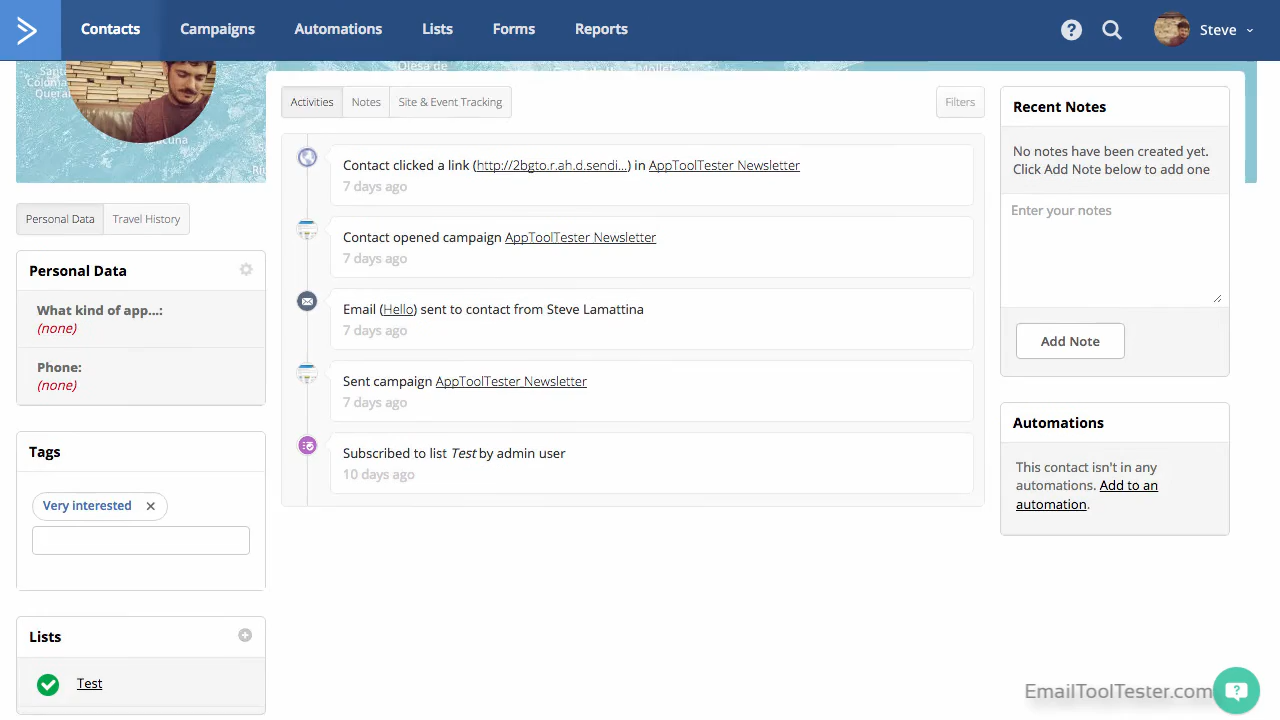 Contacts
Campaigns
Automations
Lists
Forms
Reports
Steve
Santa
Coloma
Queralt
Olesa de
Personal Data
Travel History
Personal Data
What kind of app...:
(none)
Phone:
(none)
Tags
Very interested
Lists
Test
Activities
Notes
Site & Event Tracking
Filters
Contact clicked a link (http://2bgto.r.ah.d.sendi...) in AppToolTester Newsletter
7 days ago
Contact opened campaign AppToolTester Newsletter
7 days ago
Email (Hello) sent to contact from Steve Lamattina
7 days ago
Sent campaign AppToolTester Newsletter
7 days ago
Subscribed to list Test by admin user
10 days ago
Recent Notes
No notes have been created yet.
Click Add Note below to add one
Enter your notes
Add Note
Automations
This contact isn't in any
automations. Add to an
automation.
EmailToolTester.com